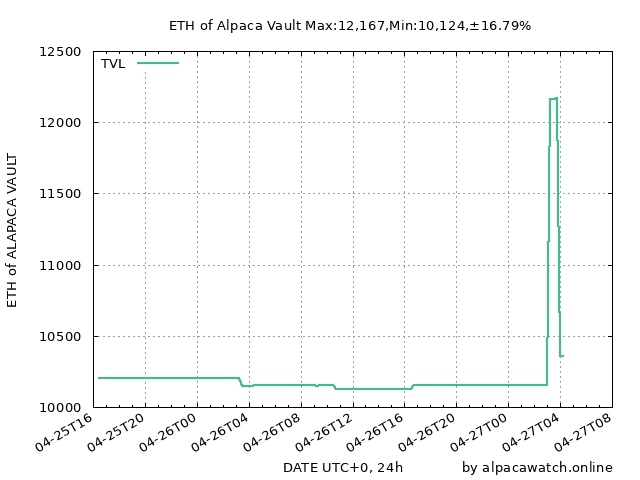 ETH of Alpaca Vault Max:12,167,Min:10,124,±16.79%
TVL
12500
12000
11500
11000
10500
10000
ETH of ALAPACA VAULT
04-25T16
04-25T20
04-26T00
04-26T04
04-26T08
04-26T12
04-26T16
04-26T20
04-27T00
04-27T04
04-27T08
DATE UTC+0, 24h
by alpacawatch.online